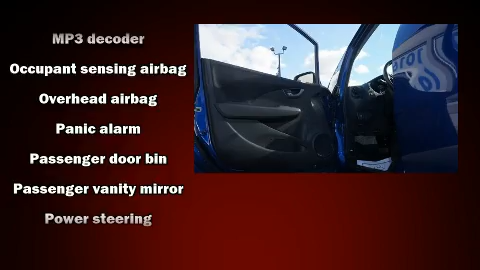 MP3 decoder
Occupant sensing airbag
Overhead airbag
Panic alarm
Passenger door bin
Passenger vanity mirror
Power steering